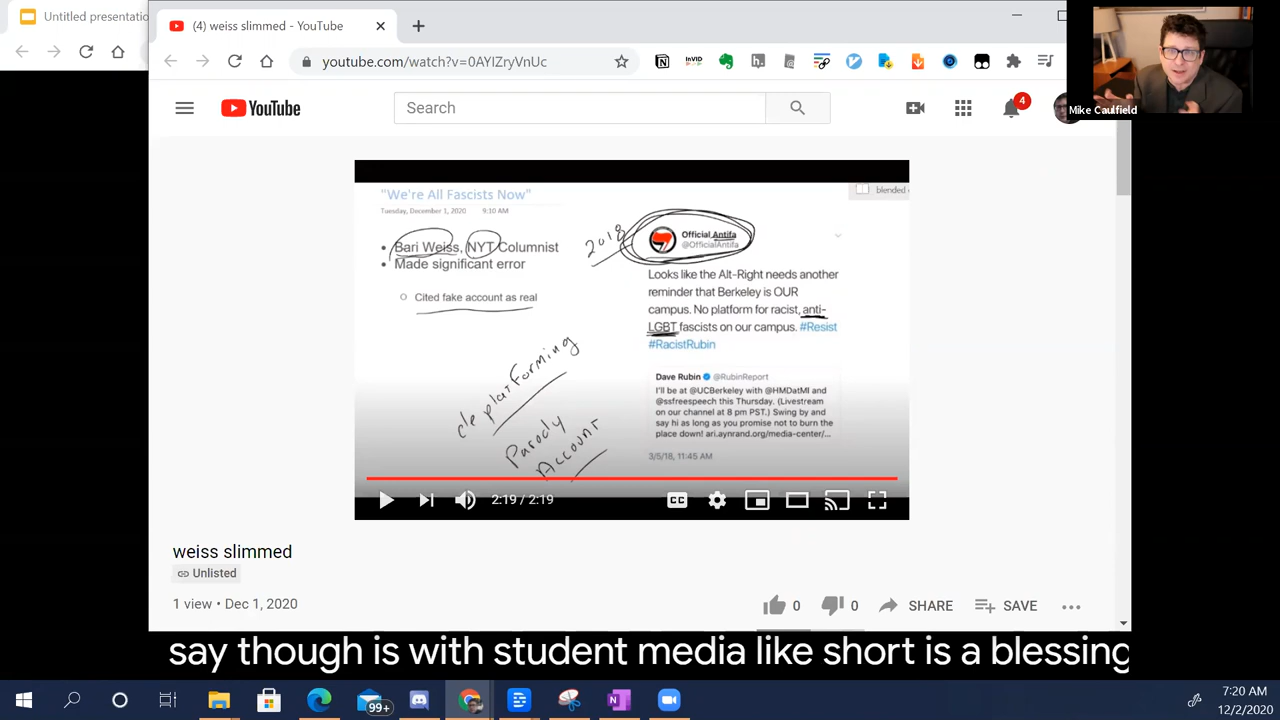 Untitled presentation
(4) weiss slimmed - YouTube
youtube.com/watch?v=0AYIZryVnUc
InVID
Mike Caulfield
YouTube
Search
4
"We're All Fascists Now"
Tuesday, December 1, 2020 9:10 AM
blended
• Bari Weiss, NYT Columnist
• Made significant error
Cited fake account as real
2018
deplatforming
Parody
Account
Official Antifa
@OfficialAntifa
Looks like the Alt-Right needs another
reminder that Berkeley is OUR
campus. No platform for racist, anti-
LGBT fascists on our campus. #Resist
#RacistRubin
Dave Rubin @RubinReport
I'll be at @UCBerkeley with @HMDatMI and
@ssfreespeech this Thursday. (Livestream
on our channel at 8 pm PST.) Swing by and
say hi as long as you promise not to burn the
place down! ari.aynrand.org/media-center/...
3/5/18, 11:45 AM
2:19 / 2:19
CC
weiss slimmed
Unlisted
1 view • Dec 1, 2020
0
0
SHARE
SAVE
say though is with student media like short is a blessing
99+
7:20 AM
12/2/2020